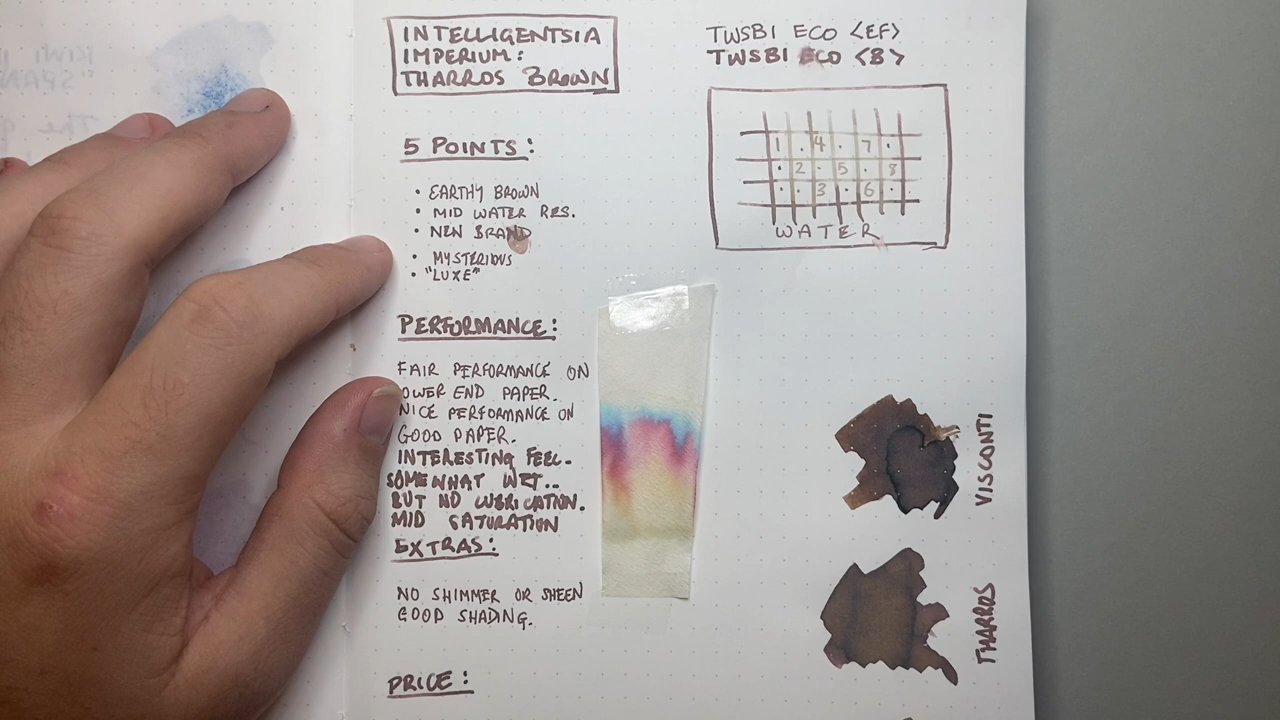 INTELLIGENTSIA
IMPERIUM:
THARROS BROWN
TWSBI ECO <EF>
TWSBI ECO <B>
1 . 4 . 7 .
. 2 . 5 . 8
. . 3 . 6 . .
WATER
5 POINTS:
• EARTHY BROWN
• MID WATER RES.
• NEW BRAND
• MYSTERIOUS
• "LUXE"
PERFORMANCE:
FAIR PERFORMANCE ON
OWER END PAPER.
NICE PERFORMANCE ON
GOOD PAPER.
INTERESTING FEEL.
SOMEWHAT WET..
BUT NO LUBRICATION.
MID SATURATION
EXTRAS:
NO SHIMMER OR SHEEN
GOOD SHADING.
PRICE:
VISCONTI
THARROS